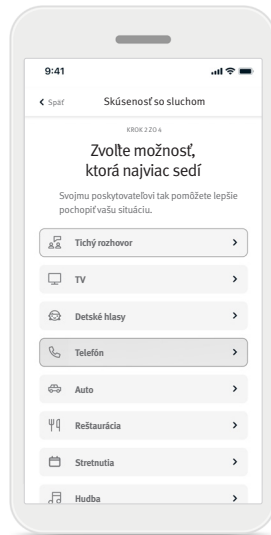 9:41
Späť
Skúsenosť so sluchom
KROK 2 ZO 4
Zvoľte možnosť,
ktorá najviac sedí
Svojmu poskytovateľovi tak pomôžete lepšie
pochopiť vašu situáciu.
Tichý rozhovor
TV
Detské hlasy
Telefón
Auto
Reštaurácia
Stretnutia
Hudba